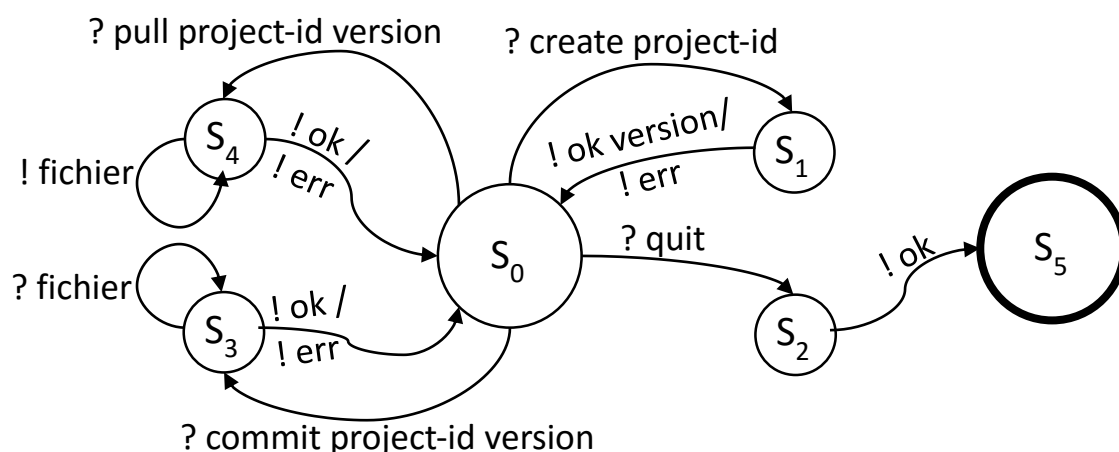 ? pull project-id version
? create project-id
S4
! ok /
! err
! ok version/
! err
S1
! fichier
S0
? quit
! ok
S5
? fichier
S3
! ok /
! err
S2
? commit project-id version